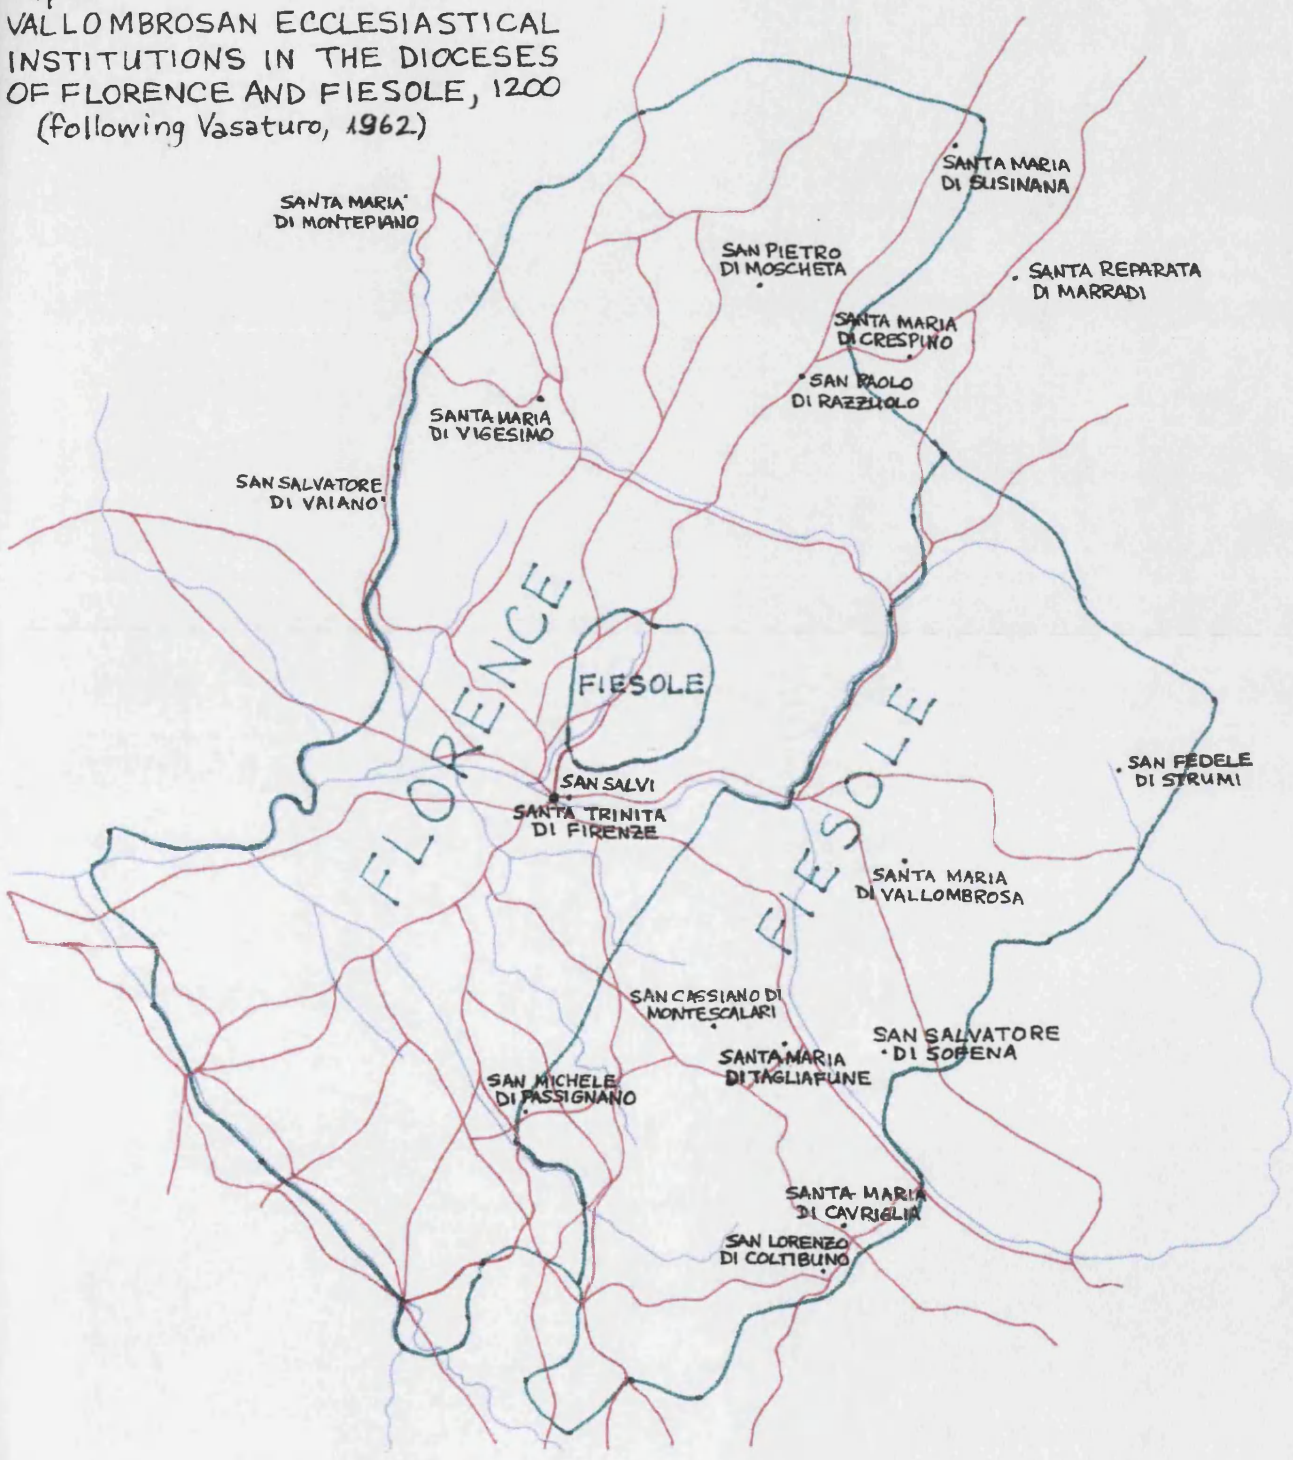 VALLOMBROSAN ECCLESIASTICAL
INSTITUTIONS IN THE DIOCESES
OF FLORENCE AND FIESOLE, 1200
(following Vasaturo, 1962)
SANTA MARIA
DI MONTEPIANO
SANTA MARIA
DI SUSINANA
SAN PIETRO
DI MOSCHETA
SANTA REPARATA
DI MARRADI
SANTA MARIA
DI CRESPINO
SAN PAOLO
DI RAZZUOLO
SANTA MARIA
DI VIGESIMO
SAN SALVATORE
DI VAIANO
FLORENCE
FIESOLE
FIESOLE
SAN FEDELE
DI STRUMI
SAN SALVI
SANTA TRINITA
DI FIRENZE
SANTA MARIA
DI VALLOMBROSA
SAN CASSIANO DI
MONTESCALARI
SAN SALVATORE
DI SOFENA
SANTA MARIA
DI TAGLIAFUNE
SAN MICHELE
DI PASSIGNANO
SANTA MARIA
DI CAVRIGLIA
SAN LORENZO
DI COLTIBUNO